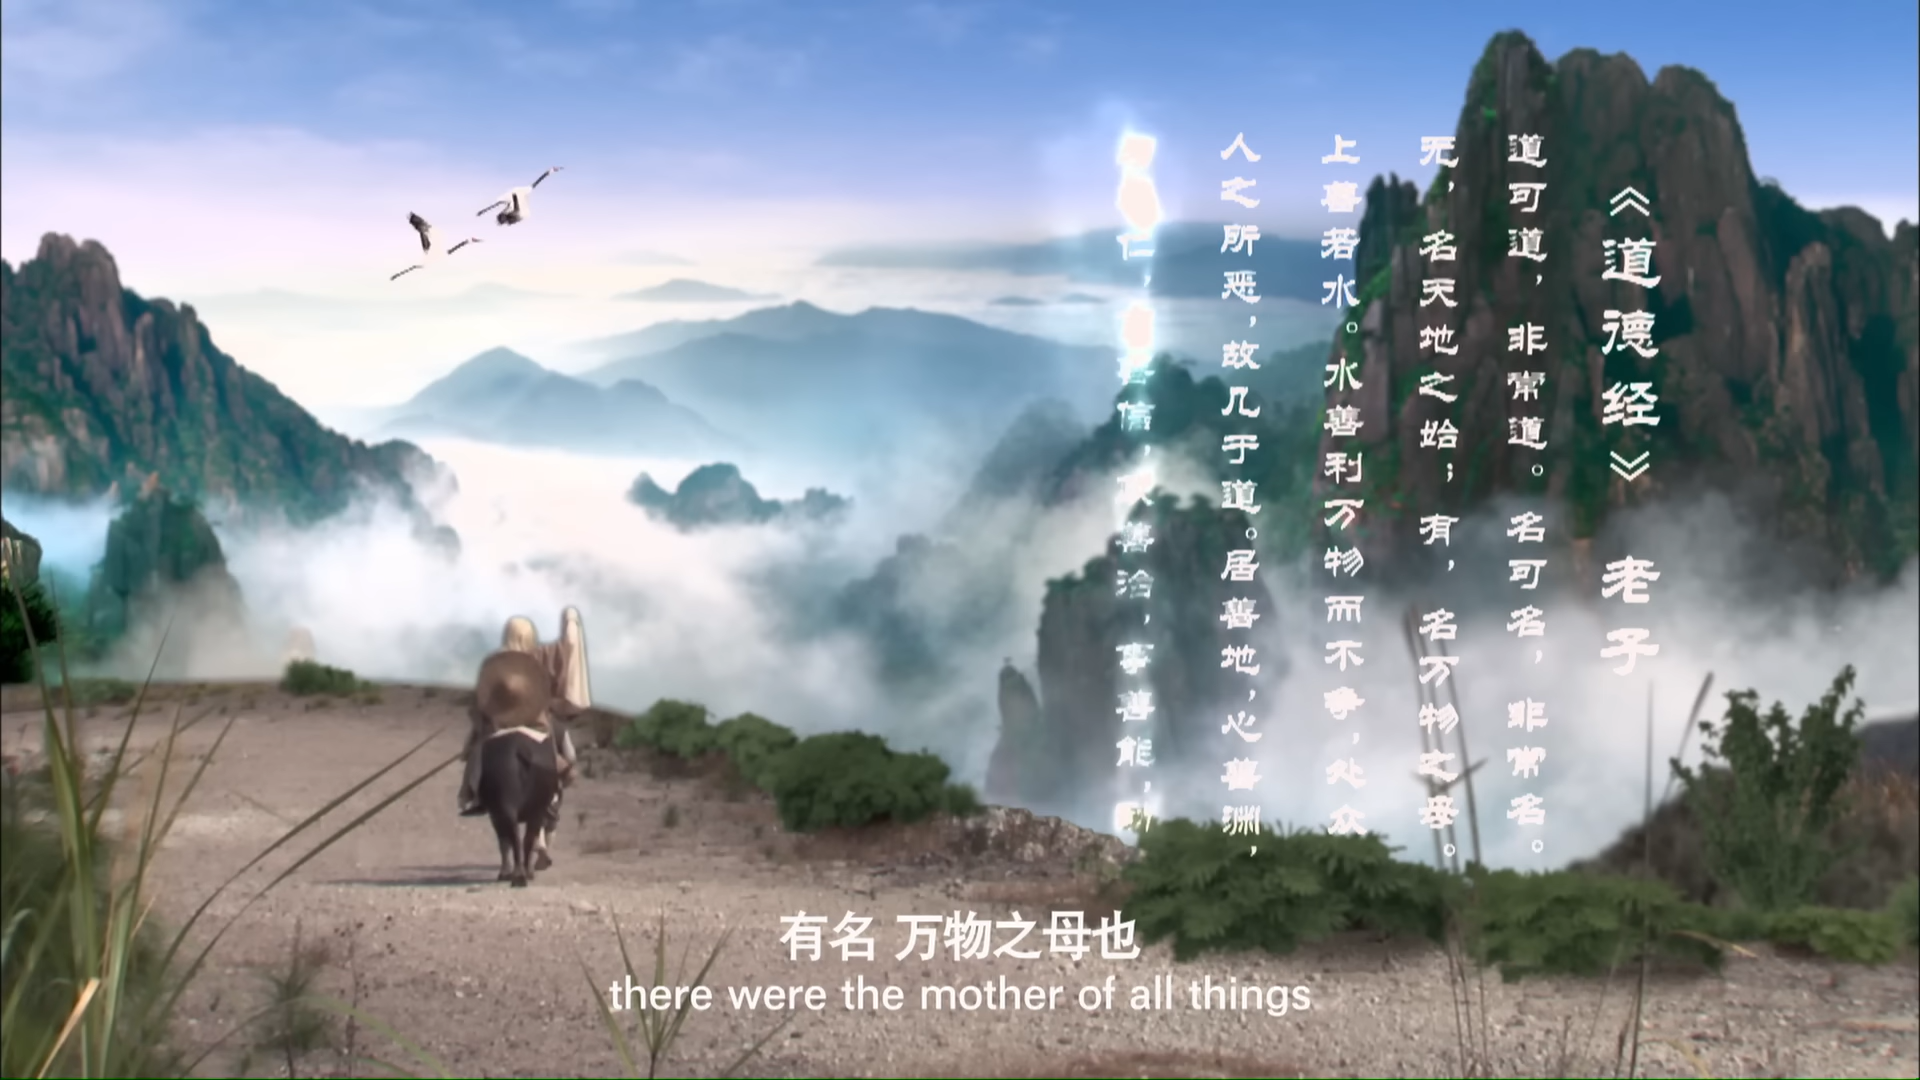 《道德经》 老子
道可道，非常道。名可名，非常名。
无，名天地之始；有，名万物之母。
上善若水。水善利万物而不争，处众
人之所恶，故几于道。居善地，心善渊，
仁，善信，善治，事善能，
有名 万物之母也
there were the mother of all things